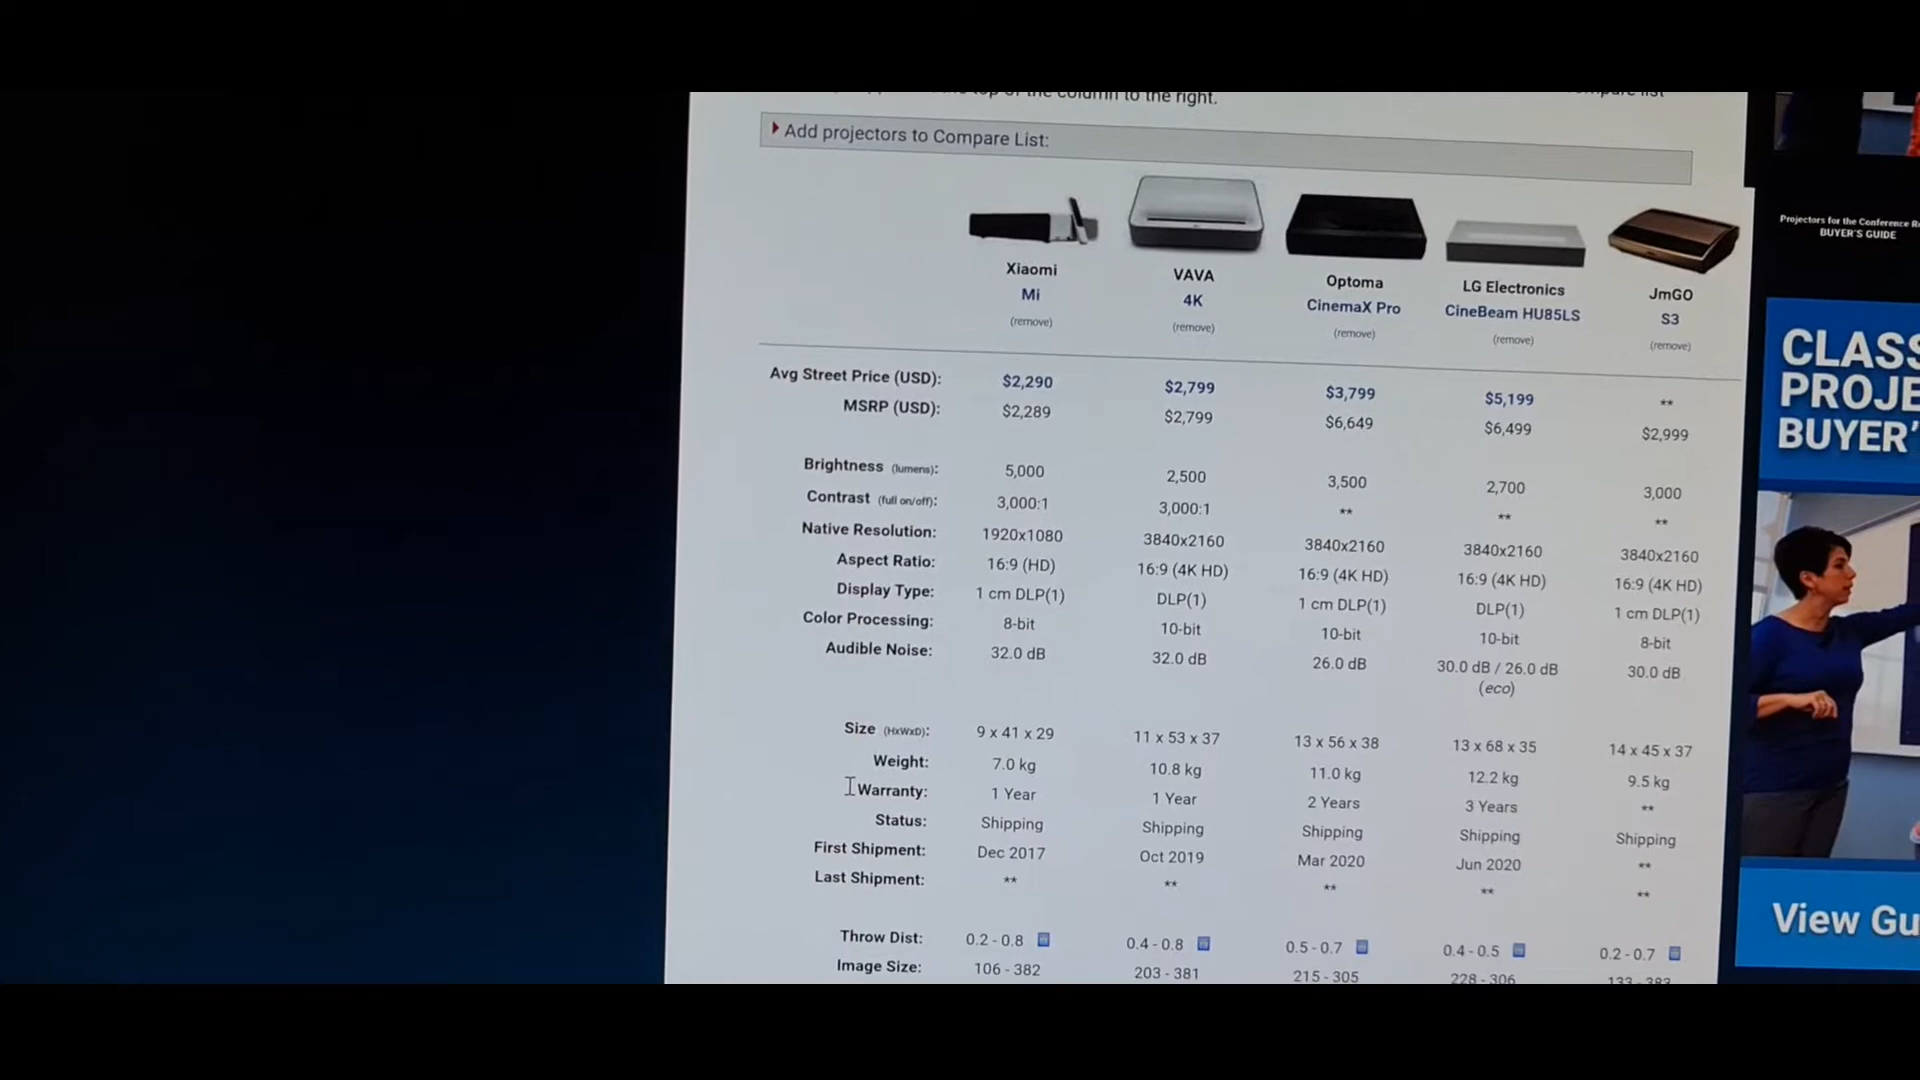 top of the column to the right.
▸ Add projectors to Compare List:
Xiaomi VAVA Optoma LG Electronics JmGO
Mi 4K CinemaX Pro CineBeam HU85LS S3
(remove) (remove) (remove) (remove) (remove)
Avg Street Price (USD): $2,290 $2,799 $3,799 $5,199 **
MSRP (USD): $2,289 $2,799 $6,649 $6,499 $2,999
Brightness (lumens): 5,000 2,500 3,500 2,700 3,000
Contrast (full on/off): 3,000:1 3,000:1 ** ** **
Native Resolution: 1920x1080 3840x2160 3840x2160 3840x2160 3840x2160
Aspect Ratio: 16:9 (HD) 16:9 (4K HD) 16:9 (4K HD) 16:9 (4K HD) 16:9 (4K HD)
Display Type: 1 cm DLP(1) DLP(1) 1 cm DLP(1) DLP(1) 1 cm DLP(1)
Color Processing: 8-bit 10-bit 10-bit 10-bit 8-bit
Audible Noise: 32.0 dB 32.0 dB 26.0 dB 30.0 dB / 26.0 dB 30.0 dB
(eco)
Size (HxWxD): 9 x 41 x 29 11 x 53 x 37 13 x 56 x 38 13 x 68 x 35 14 x 45 x 37
Weight: 7.0 kg 10.8 kg 11.0 kg 12.2 kg 9.5 kg
Warranty: 1 Year 1 Year 2 Years 3 Years **
Status: Shipping Shipping Shipping Shipping Shipping
First Shipment: Dec 2017 Oct 2019 Mar 2020 Jun 2020 **
Last Shipment: ** ** ** ** **
Throw Dist: 0.2 - 0.8 0.4 - 0.8 0.5 - 0.7 0.4 - 0.5 0.2 - 0.7
Image Size: 106 - 382 203 - 381 215 - 305 228 - 306 133 - 383
Projectors for the Conference R
BUYER'S GUIDE
CLASS
PROJE
BUYER'
View Gu